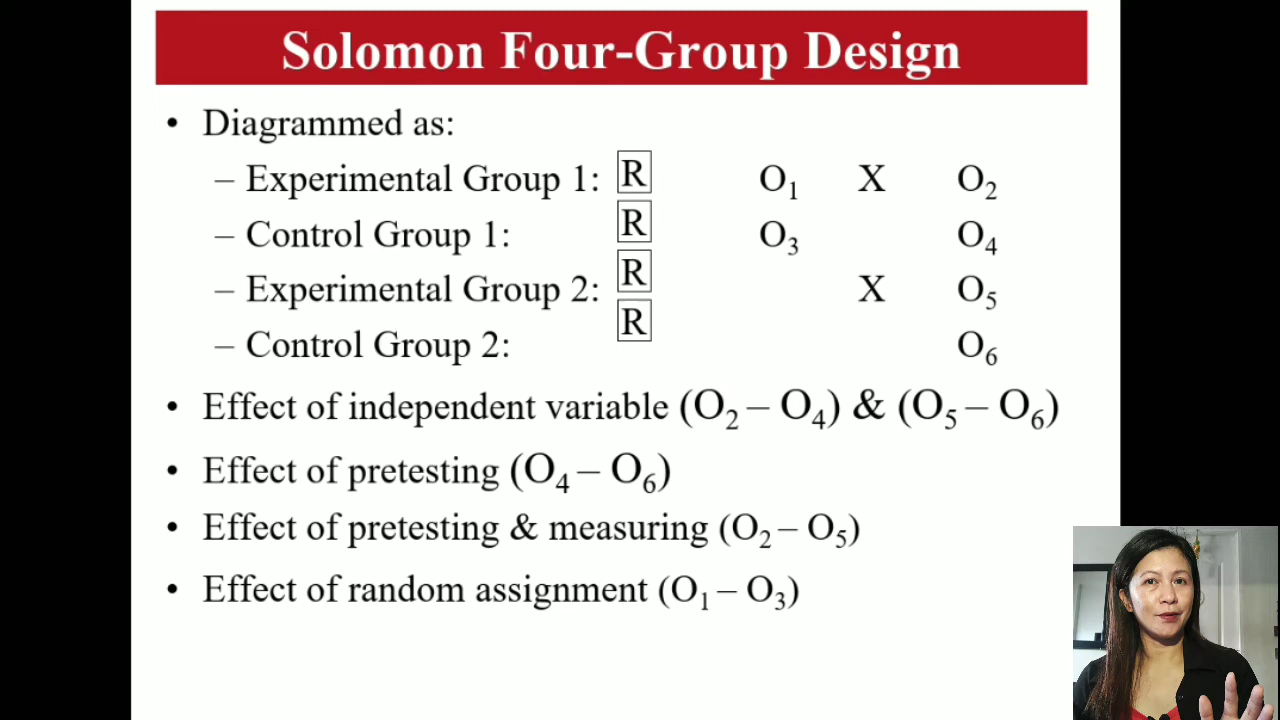 Solomon Four-Group Design
• Diagrammed as:
– Experimental Group 1: R O₁ X O₂
– Control Group 1: R O₃ O₄
– Experimental Group 2: R X O₅
– Control Group 2: R O₆
• Effect of independent variable (O₂ – O₄) & (O₅ – O₆)
• Effect of pretesting (O₄ – O₆)
• Effect of pretesting & measuring (O₂ – O₅)
• Effect of random assignment (O₁ – O₃)